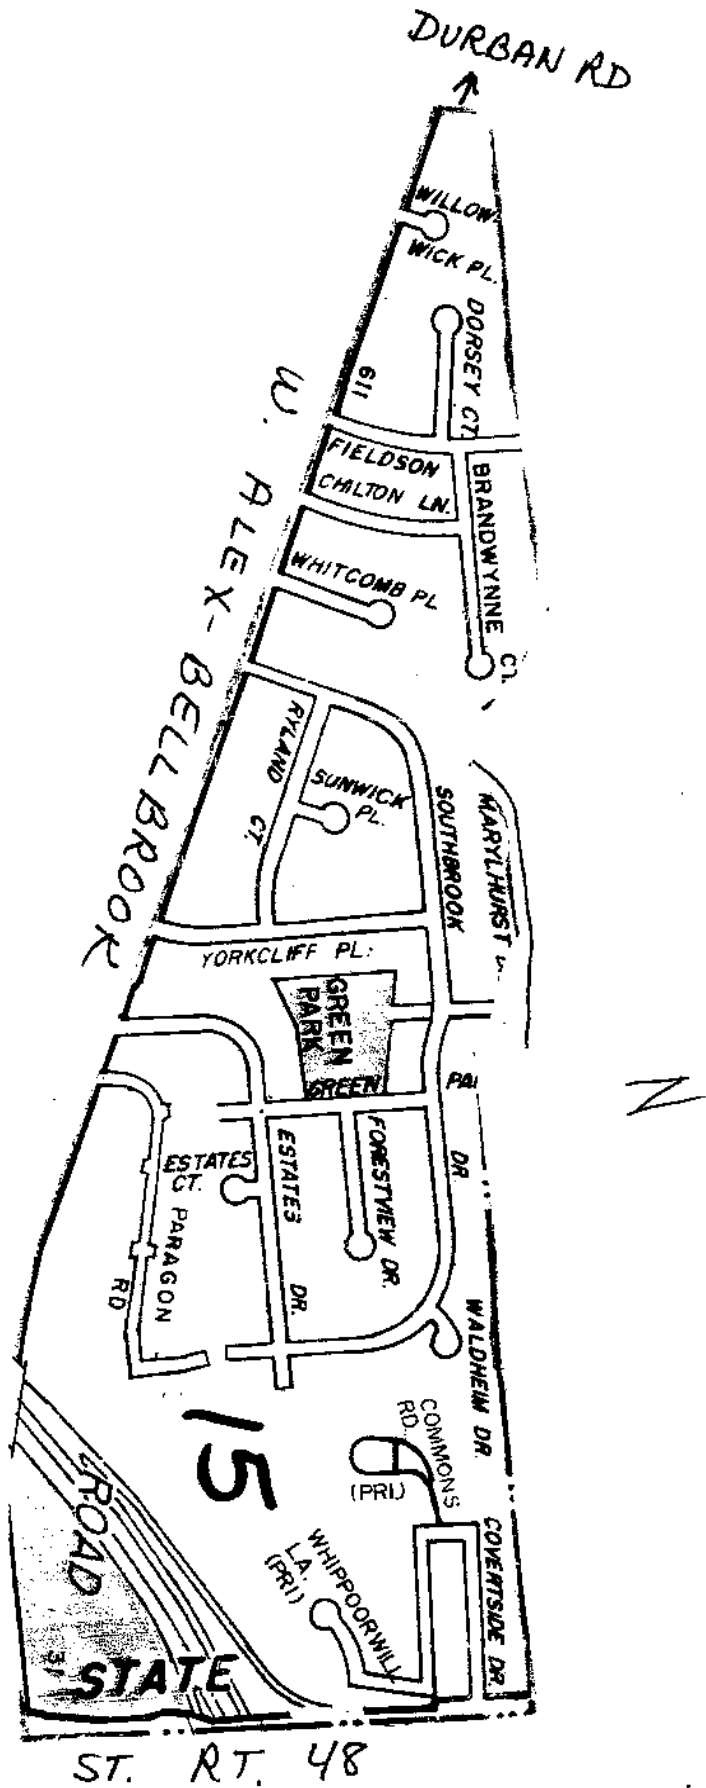 DURBAN RD
WILLOW-
WICK PL.
DORSEY CT.
119
W. ALEX-BELLBROOK
FIELDSON
CHILTON LN.
BRANDWYNNE
CT.
WHITCOMB PL
RYLAND
CT.
SUNWICK
PL.
SOUTHBROOK
MARYLHURST
YORKCLIFF PL.
GREEN
PARK
GREEN
PA
DR.
N
ESTATES
CT.
ESTATES
DR.
FORESTVIEW DR.
PARAGON
RD
WALDHEIM DR.
15
COMMONS
RD.
(PRI.)
COVERTSIDE DR.
WHIPPOORWILL
LA.
(PRI)
ROAD
STATE
ST. RT. 48